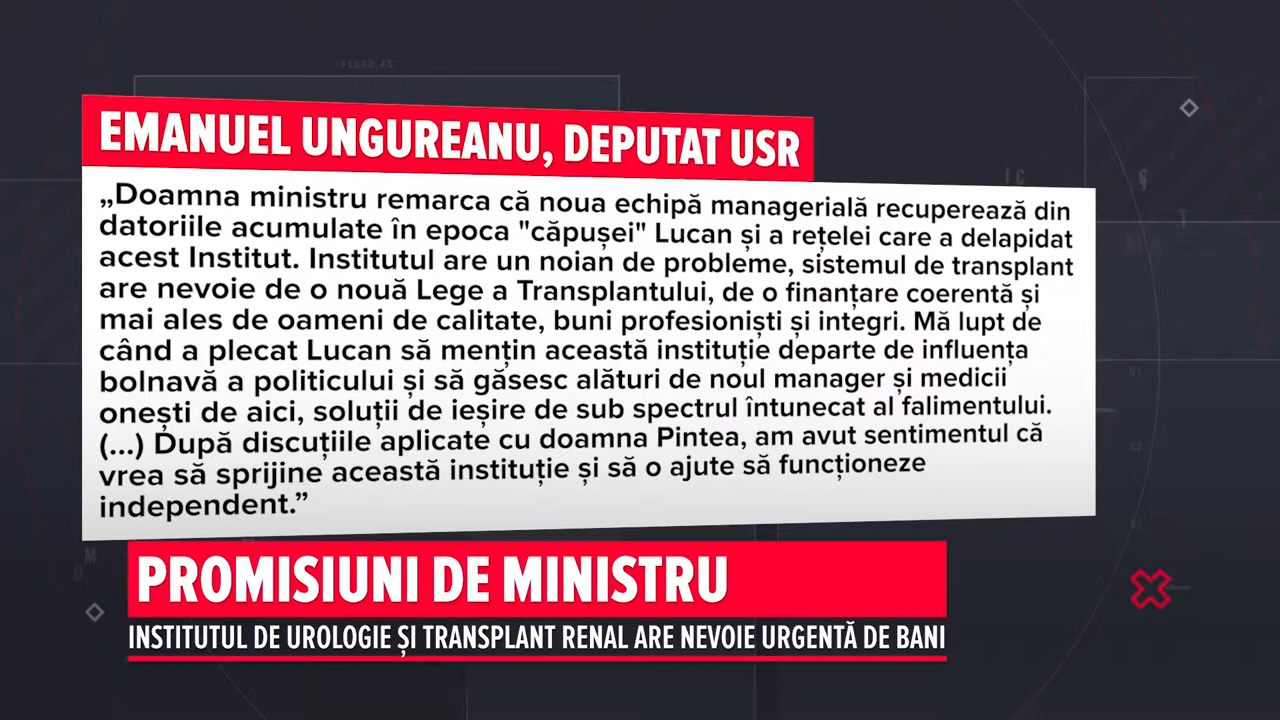 EMANUEL UNGUREANU, DEPUTAT USR
„Doamna ministru remarca că noua echipă managerială recuperează din
datoriile acumulate în epoca "căpușei" Lucan și a rețelei care a delapidat
acest Institut. Institutul are un noian de probleme, sistemul de transplant
are nevoie de o nouă Lege a Transplantului, de o finanțare coerentă și
mai ales de oameni de calitate, buni profesioniști și integri. Mă lupt de
când a plecat Lucan să mențin această instituție departe de influența
bolnavă a politicului și să găsesc alături de noul manager și medicii
onești de aici, soluții de ieșire de sub spectrul întunecat al falimentului.
(...) După discuțiile aplicate cu doamna Pintea, am avut sentimentul că
vrea să sprijine această instituție și să o ajute să funcționeze
independent.”
PROMISIUNI DE MINISTRU
INSTITUTUL DE UROLOGIE ȘI TRANSPLANT RENAL ARE NEVOIE URGENTĂ DE BANI